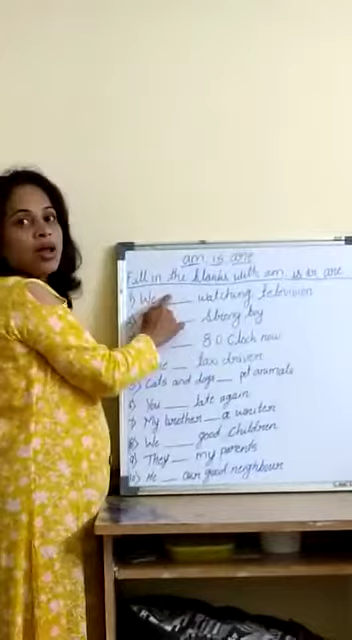 am is are
Fill in the blanks with am is or are
1) We ___ watching television
___ Strong boy
___ 8 O Clock now
___ taxi driver
5) Cats and dogs ___ pet animals
6) You ___ late again
7) My brother ___ a writer
8) We ___ good children
9) They ___ my parents
10) He ___ our good neighbour